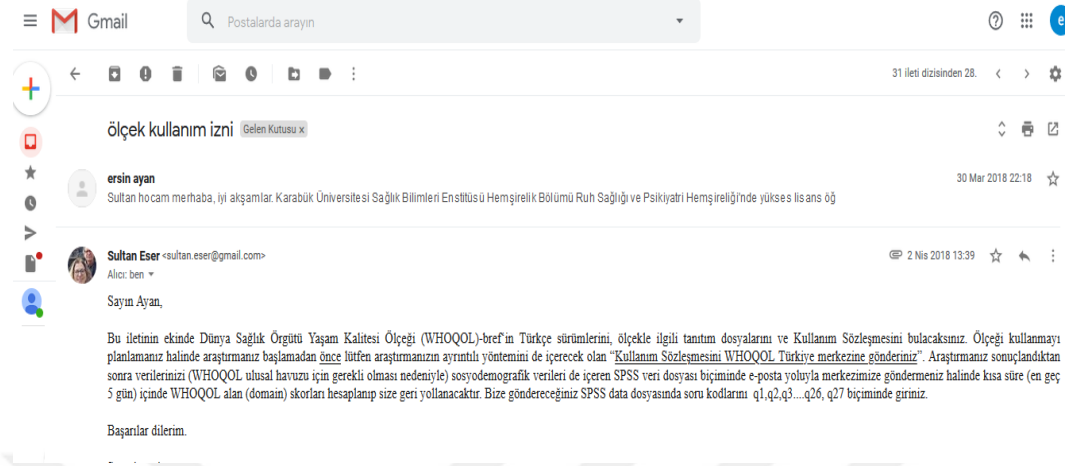 Gmail
Postalarda arayın
e
31 ileti dizisinden 28.
ölçek kullanım izni Gelen Kutusu x
ersin ayan
30 Mar 2018 22:18
Sultan hocam merhaba, iyi akşamlar. Karabük Üniversitesi Sağlık Bilimleri Enstitüsü Hemşirelik Bölümü Ruh Sağlığı ve Psikiyatri Hemşireliği'nde yükses lisans öğ
Sultan Eser <sultan.eser@gmail.com>
2 Nis 2018 13:39
Alıcı: ben
Sayın Ayan,
Bu iletinin ekinde Dünya Sağlık Örgütü Yaşam Kalitesi Ölçeği (WHOQOL)-bref'in Türkçe sürümlerini, ölçekle ilgili tanıtım dosyalarını ve Kullanım Sözleşmesini bulacaksınız. Ölçeği kullanmayı
planlamanız halinde araştırmanız başlamadan önce lütfen araştırmanızın ayrıntılı yöntemini de içerecek olan “Kullanım Sözleşmesini WHOQOL Türkiye merkezine gönderiniz”. Araştırmanız sonuçlandıktan
sonra verilerinizi (WHOQOL ulusal havuzu için gerekli olması nedeniyle) sosyodemografik verileri de içeren SPSS veri dosyası biçiminde e-posta yoluyla merkezimize göndermeniz halinde kısa süre (en geç
5 gün) içinde WHOQOL alan (domain) skorları hesaplanıp size geri yollanacaktır. Bize göndereceğiniz SPSS data dosyasında soru kodlarını q1,q2,q3....q26, q27 biçiminde giriniz.
Başarılar dilerim.